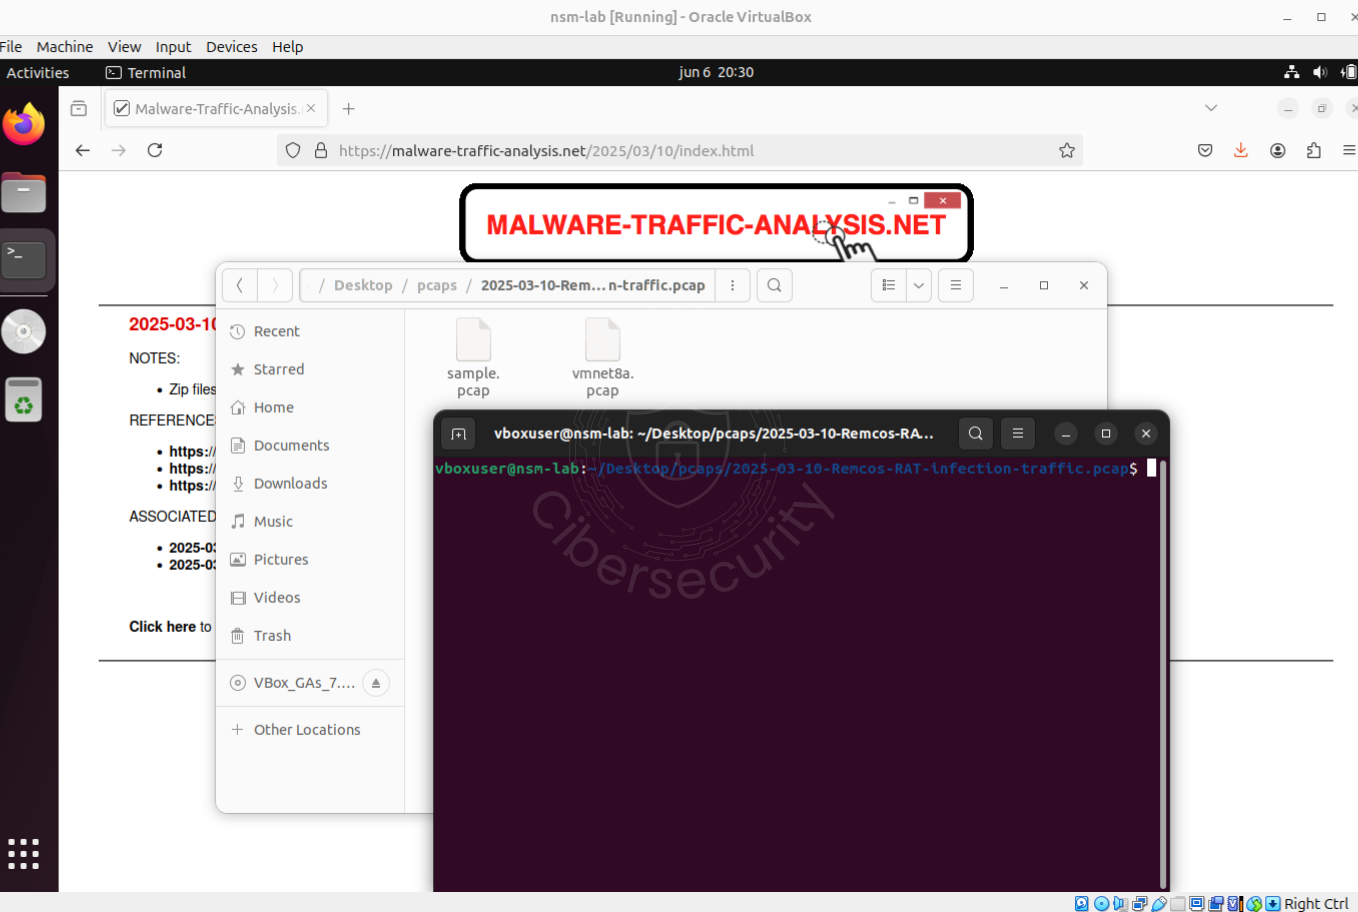 nsm-lab [Running] - Oracle VirtualBox
File Machine View Input Devices Help
Activities Terminal jun 6 20:30
Malware-Traffic-Analysis.
https://malware-traffic-analysis.net/2025/03/10/index.html
MALWARE-TRAFFIC-ANALYSIS.NET
/ Desktop / pcaps / 2025-03-10-Rem...n-traffic.pcap
2025-03-10
NOTES:
• Zip files
REFERENCES
• https://
• https://
• https://
ASSOCIATED
• 2025-03
• 2025-03
Click here to
Recent
Starred
Home
Documents
Downloads
Music
Pictures
Videos
Trash
VBox_GAs_7....
+ Other Locations
sample.
pcap
vmnet8a.
pcap
vboxuser@nsm-lab: ~/Desktop/pcaps/2025-03-10-Remcos-RA...
vboxuser@nsm-lab:~/Desktop/pcaps/2025-03-10-Remcos-RAT-infection-traffic.pcap$
Cibersecurity
Right Ctrl